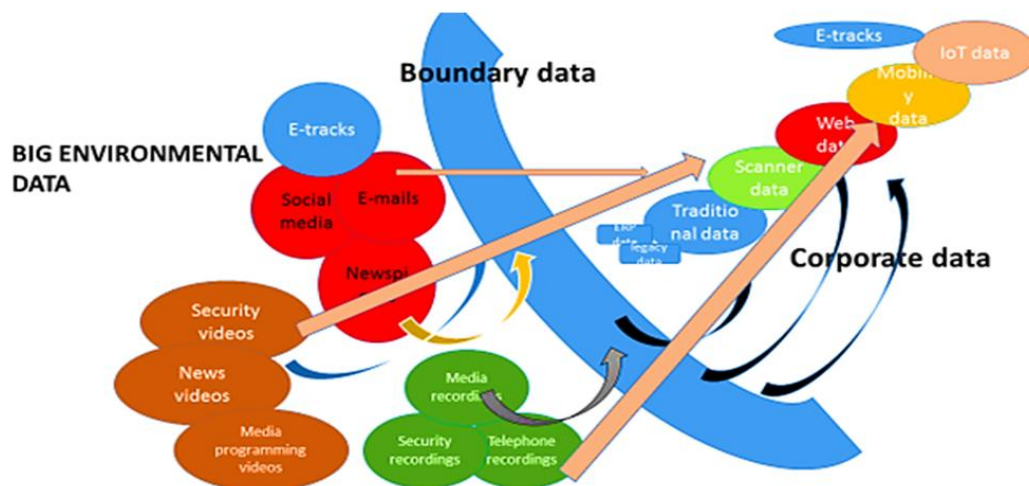 Boundary data
E-tracks
IoT data
Mobili
y
data
Web
data
Scanner
data
Traditio
nal data
data
legacy data
Corporate data
BIG ENVIRONMENTAL
DATA
E-tracks
Social
media
E-mails
Newspi
Security
videos
News
videos
Media
programming
videos
Media
recordings
Security
recordings
Telephone
recordings